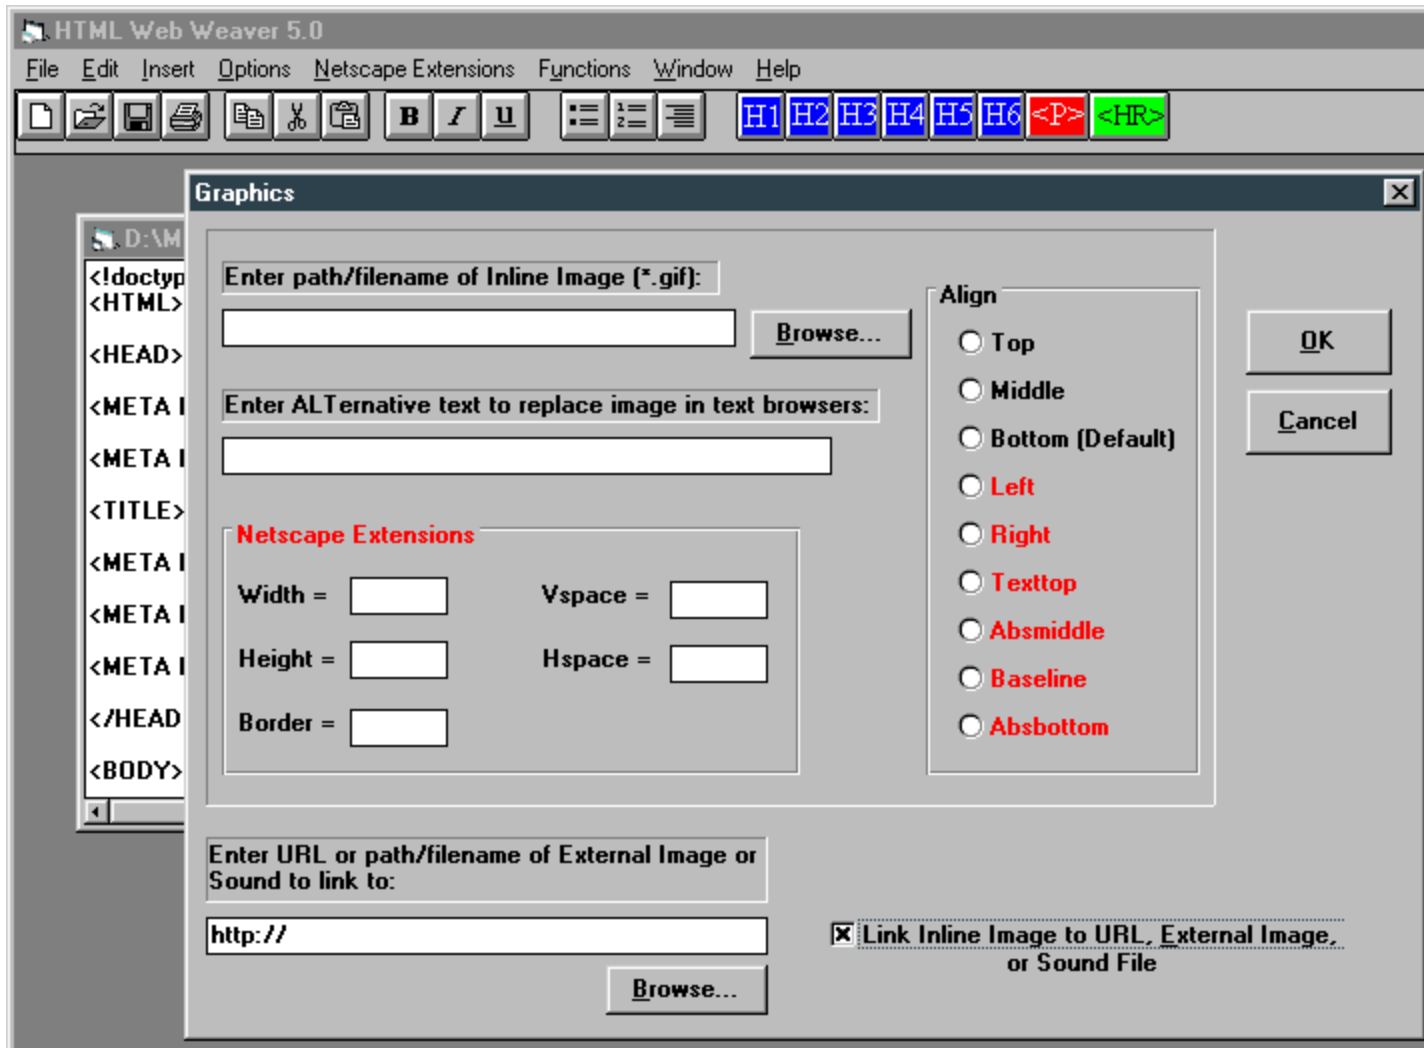 HTML Web Weaver 5.0
File Edit Insert Options Netscape Extensions Functions Window Help
B I U H1 H2 H3 H4 H5 H6 <P> <HR>
Graphics
D:\M
<!doctyp
<HTML>
<HEAD>
<META
<META
<TITLE>
<META
<META
<META
</HEAD
<BODY>
Enter path/filename of Inline Image (*.gif):
Browse...
Enter ALTernative text to replace image in text browsers:
Netscape Extensions
Width =
Vspace =
Height =
Hspace =
Border =
Align
Top
Middle
Bottom (Default)
Left
Right
Texttop
Absmiddle
Baseline
Absbottom
OK
Cancel
Enter URL or path/filename of External Image or
Sound to link to:
http://
Browse...
Link Inline Image to URL, External Image,
or Sound File